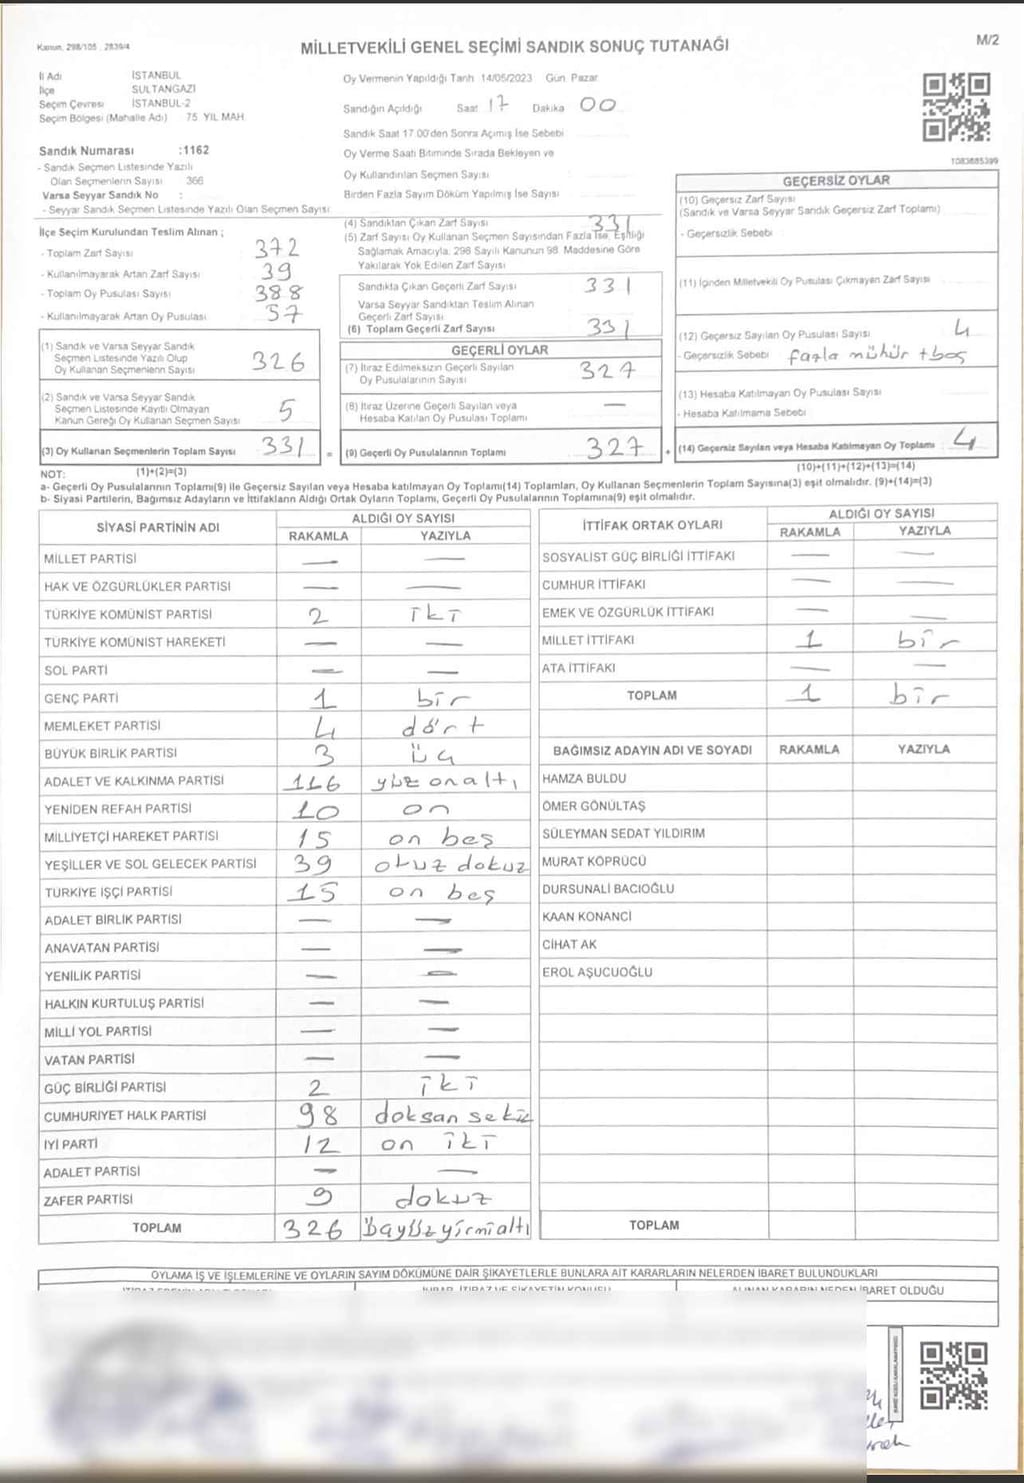 Kanun, 298/105 , 2839/4
MİLLETVEKİLİ GENEL SEÇİMİ SANDIK SONUÇ TUTANAĞI
M/2
İl Adı İSTANBUL
İlçe SULTANGAZİ
Seçim Çevresi İSTANBUL-2
Seçim Bölgesi (Mahalle Adı) 75. YIL MAH.
Oy Vermenin Yapıldığı Tarih 14/05/2023 Gün Pazar
Sandığın Açıldığı Saat 17 Dakika 00
Sandık Saat 17.00'den Sonra Açılmış İse Sebebi
Sandık Numarası :1162
- Sandık Seçmen Listesinde Yazılı
Olan Seçmenlerin Sayısı 366
Varsa Seyyar Sandık No :
- Seyyar Sandık Seçmen Listesinde Yazılı Olan Seçmen Sayısı:
Oy Verme Saati Bitiminde Sırada Bekleyen ve
Oy Kullandırılan Seçmen Sayısı
Birden Fazla Sayım Döküm Yapılmış İse Sayısı
1083685399
İlçe Seçim Kurulundan Teslim Alınan ;
- Toplam Zarf Sayısı 372
- Kullanılmayarak Artan Zarf Sayısı 39
- Toplam Oy Pusulası Sayısı 388
- Kullanılmayarak Artan Oy Pusulası 57
(1) Sandık ve Varsa Seyyar Sandık
Seçmen Listesinde Yazılı Olup
Oy Kullanan Seçmenlerin Sayısı 326
(2) Sandık ve Varsa Seyyar Sandık
Seçmen Listesinde Kayıtlı Olmayan
Kanun Gereği Oy Kullanan Seçmen Sayısı 5
(3) Oy Kullanan Seçmenlerin Toplam Sayısı 331 =
(1)+(2)=(3)
(4) Sandıktan Çıkan Zarf Sayısı 331
(5) Zarf Sayısı Oy Kullanan Seçmen Sayısından Fazla İse, Eşitliği
Sağlamak Amacıyla, 298 Sayılı Kanunun 98. Maddesine Göre
Yakılarak Yok Edilen Zarf Sayısı
Sandıkta Çıkan Geçerli Zarf Sayısı 331
Varsa Seyyar Sandıktan Teslim Alınan
Geçerli Zarf Sayısı
(6) Toplam Geçerli Zarf Sayısı 331
GEÇERLİ OYLAR
(7) İtiraz Edilmeksizin Geçerli Sayılan
Oy Pusulalarının Sayısı 327
(8) İtiraz Üzerine Geçerli Sayılan veya
Hesaba Katılan Oy Pusulası Toplamı —
(9) Geçerli Oy Pusulalarının Toplamı 327 +
GEÇERSİZ OYLAR
(10) Geçersiz Zarf Sayısı
(Sandık ve Varsa Seyyar Sandık Geçersiz Zarf Toplamı)
- Geçersizlik Sebebi
(11) İçinden Milletvekili Oy Pusulası Çıkmayan Zarf Sayısı
(12) Geçersiz Sayılan Oy Pusulası Sayısı 4
- Geçersizlik Sebebi fazla mühür + boş
(13) Hesaba Katılmayan Oy Pusulası Sayısı
- Hesaba Katılmama Sebebi
(14) Geçersiz Sayılan veya Hesaba Katılmayan Oy Toplamı 4
(10)+(11)+(12)+(13)=(14)
NOT:
a- Geçerli Oy Pusulalarının Toplamı(9) ile Geçersiz Sayılan veya Hesaba katılmayan Oy Toplamı(14) Toplamları, Oy Kullanan Seçmenlerin Toplam Sayısına(3) eşit olmalıdır. (9)+(14)=(3)
b- Siyasi Partilerin, Bağımsız Adayların ve İttifakların Aldığı Ortak Oyların Toplamı, Geçerli Oy Pusulalarının Toplamına(9) eşit olmalıdır.
SİYASİ PARTİNİN ADI ALDIĞI OY SAYISI
RAKAMLA YAZIYLA
MİLLET PARTİSİ — —
HAK VE ÖZGÜRLÜKLER PARTİSİ — —
TÜRKİYE KOMÜNİST PARTİSİ 2 İKİ
TÜRKİYE KOMÜNİST HAREKETİ — —
SOL PARTİ — —
GENÇ PARTİ 1 bir
MEMLEKET PARTİSİ 4 dört
BÜYÜK BİRLİK PARTİSİ 3 üç
ADALET VE KALKINMA PARTİSİ 116 yüz onaltı
YENİDEN REFAH PARTİSİ 10 on
MİLLİYETÇİ HAREKET PARTİSİ 15 on beş
YEŞİLLER VE SOL GELECEK PARTİSİ 39 otuz dokuz
TÜRKİYE İŞÇİ PARTİSİ 15 on beş
ADALET BİRLİK PARTİSİ — —
ANAVATAN PARTİSİ — —
YENİLİK PARTİSİ — —
HALKIN KURTULUŞ PARTİSİ — —
MİLLİ YOL PARTİSİ — —
VATAN PARTİSİ — —
GÜÇ BİRLİĞİ PARTİSİ 2 İKİ
CUMHURİYET HALK PARTİSİ 98 doksan sekiz
İYİ PARTİ 12 on iki
ADALET PARTİSİ — —
ZAFER PARTİSİ 9 dokuz
TOPLAM 326 üçyüzyirmialtı
İTTİFAK ORTAK OYLARI ALDIĞI OY SAYISI
RAKAMLA YAZIYLA
SOSYALİST GÜÇ BİRLİĞİ İTTİFAKI — —
CUMHUR İTTİFAKI — —
EMEK VE ÖZGÜRLÜK İTTİFAKI — —
MİLLET İTTİFAKI 1 bir
ATA İTTİFAKI — —
TOPLAM 1 bir
BAĞIMSIZ ADAYIN ADI VE SOYADI RAKAMLA YAZIYLA
HAMZA BULDU
ÖMER GÖNÜLTAŞ
SÜLEYMAN SEDAT YILDIRIM
MURAT KÖPRÜCÜ
DURSUNALİ BACIOĞLU
KAAN KONANCİ
CİHAT AK
EROL AŞUCUOĞLU
TOPLAM
OYLAMA İŞ VE İŞLEMLERİNE VE OYLARIN SAYIM DÖKÜMÜNE DAİR ŞİKAYETLERLE BUNLARA AİT KARARLARIN NELERDEN İBARET BULUNDUKLARI
ALINAN KARARIN NEDEN İBARET OLDUĞU